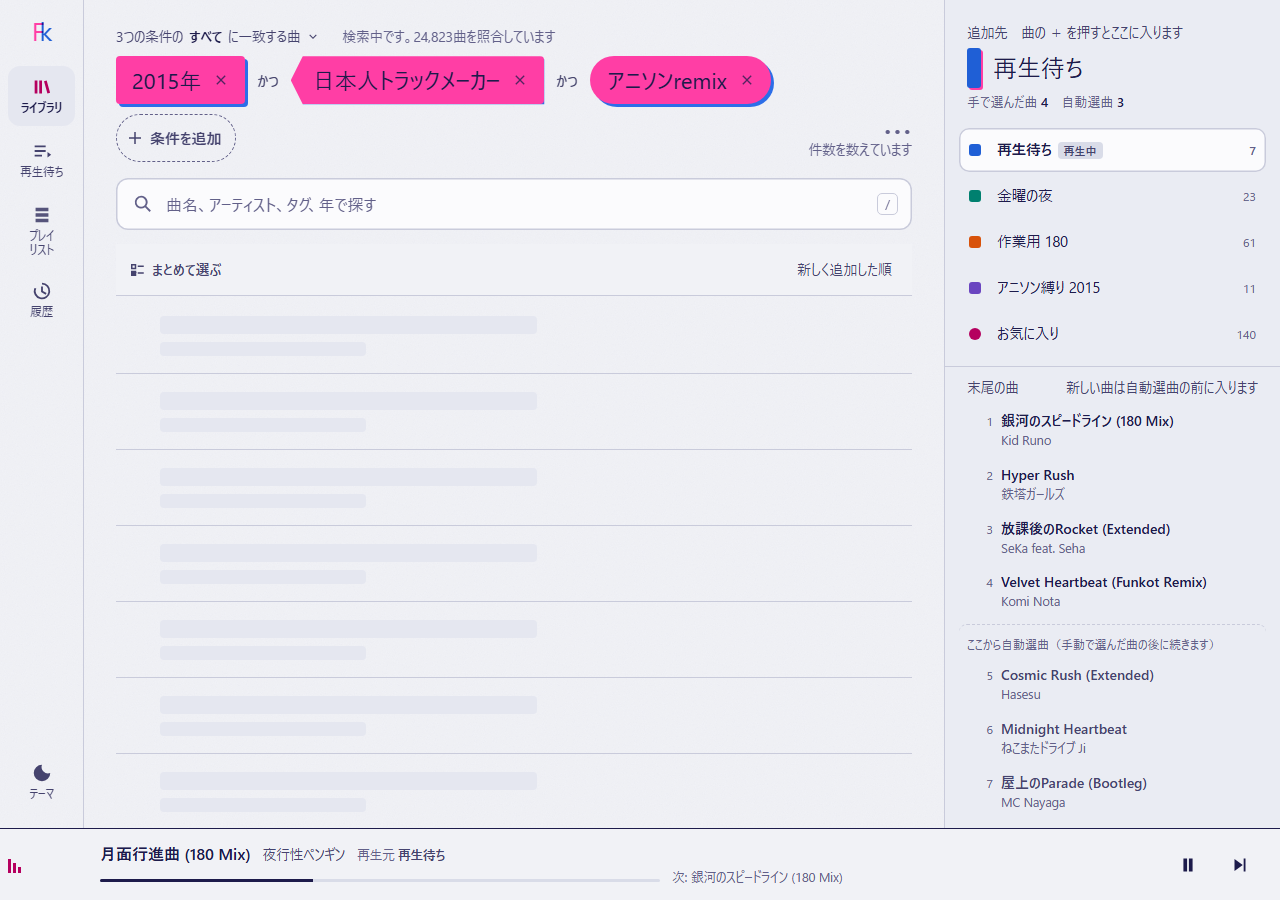 Fk
ライブラリ
再生待ち
プレイ
リスト
履歴
テーマ
3つの条件の すべて に一致する曲 検索中です。24,823曲を照合しています
2015年 × かつ 日本人トラックメーカー × かつ アニソンremix ×
+ 条件を追加
件数を数えています
曲名、アーティスト、タグ、年で探す /
まとめて選ぶ 新しく追加した順
追加先 曲の + を押すとここに入ります
再生待ち
手で選んだ曲 4 自動選曲 3
再生待ち 再生中 7
金曜の夜 23
作業用 180 61
アニソン縛り 2015 11
お気に入り 140
末尾の曲 新しい曲は自動選曲の前に入ります
1 銀河のスピードライン (180 Mix)
Kid Runo
2 Hyper Rush
鉄塔ガールズ
3 放課後のRocket (Extended)
SeKa feat. Seha
4 Velvet Heartbeat (Funkot Remix)
Komi Nota
ここから自動選曲（手動で選んだ曲の後に続きます）
5 Cosmic Rush (Extended)
Hasesu
6 Midnight Heartbeat
ねこまたドライブ Ji
7 屋上のParade (Bootleg)
MC Nayaga
月面行進曲 (180 Mix) 夜行性ペンギン 再生元 再生待ち
次: 銀河のスピードライン (180 Mix)